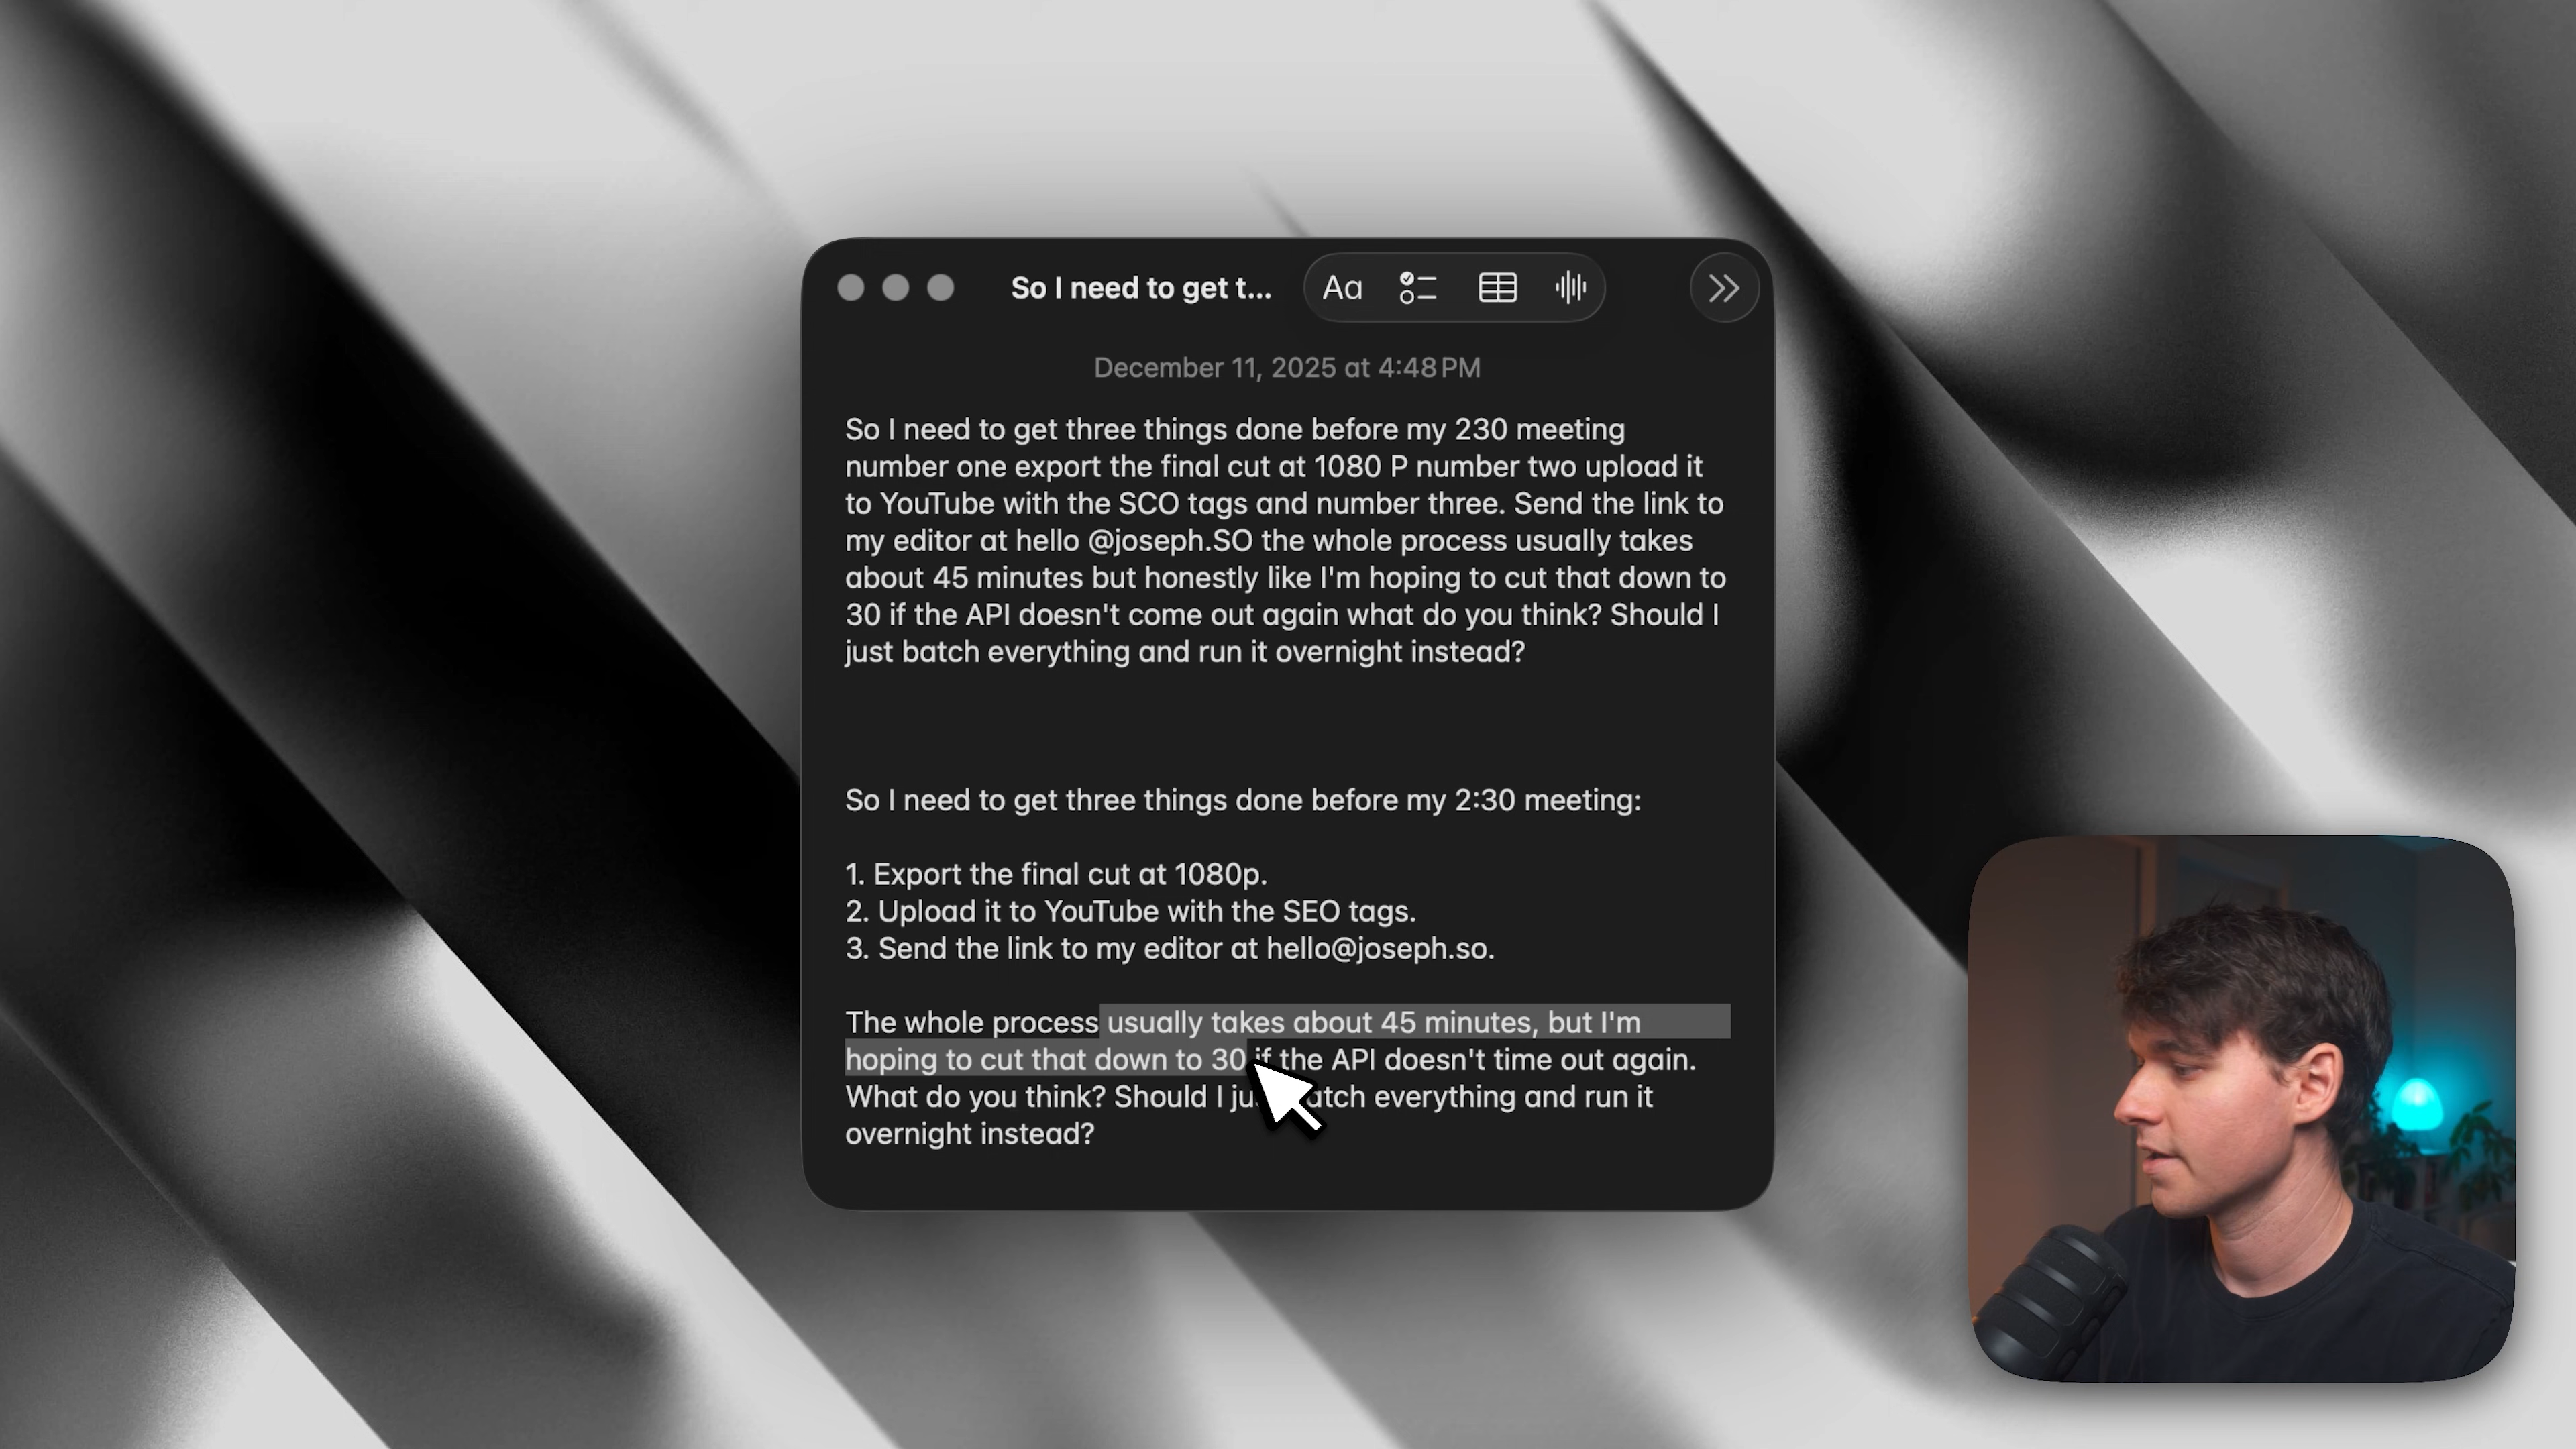 So I need to get t...
Aa
December 11, 2025 at 4:48 PM
So I need to get three things done before my 230 meeting
number one export the final cut at 1080 P number two upload it
to YouTube with the SCO tags and number three. Send the link to
my editor at hello @joseph.SO the whole process usually takes
about 45 minutes but honestly like I'm hoping to cut that down to
30 if the API doesn't come out again what do you think? Should I
just batch everything and run it overnight instead?
So I need to get three things done before my 2:30 meeting:
1. Export the final cut at 1080p.
2. Upload it to YouTube with the SEO tags.
3. Send the link to my editor at hello@joseph.so.
The whole process usually takes about 45 minutes, but I'm
hoping to cut that down to 30 if the API doesn't time out again.
What do you think? Should I just batch everything and run it
overnight instead?